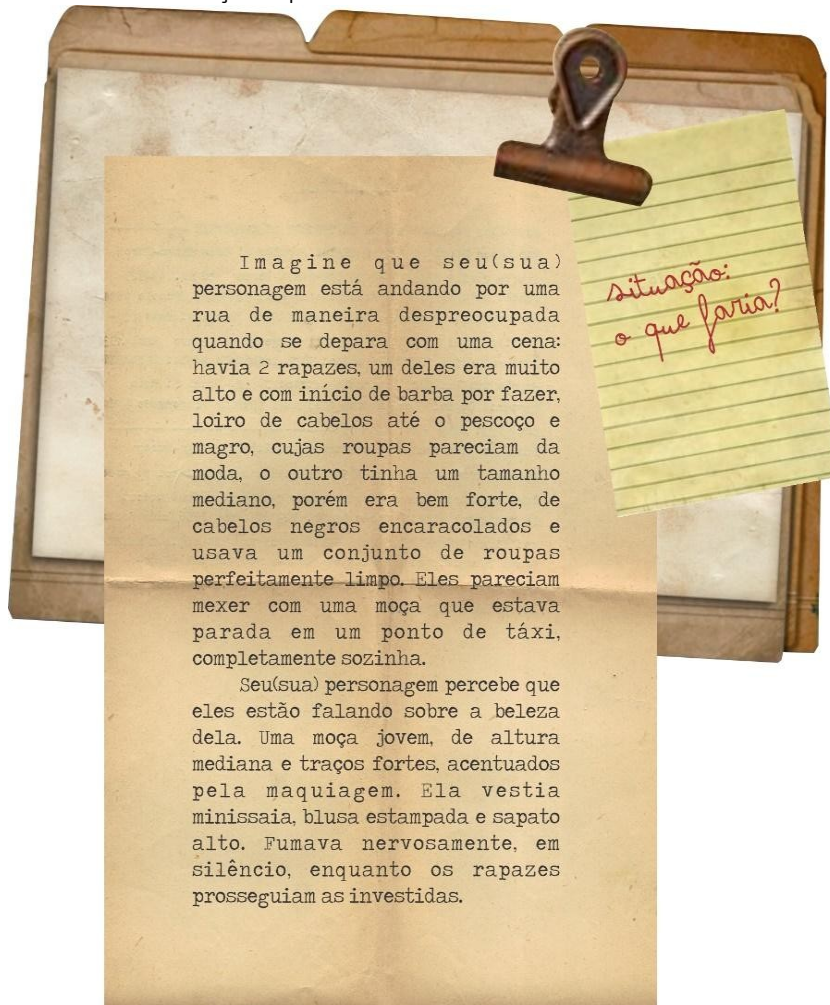 Imagine que seu(sua)
personagem está andando por uma
rua de maneira despreocupada
quando se depara com uma cena:
havia 2 rapazes, um deles era muito
alto e com início de barba por fazer,
loiro de cabelos até o pescoço e
magro, cujas roupas pareciam da
moda, o outro tinha um tamanho
mediano, porém era bem forte, de
cabelos negros encaracolados e
usava um conjunto de roupas
perfeitamente limpo. Eles pareciam
mexer com uma moça que estava
parada em um ponto de táxi,
completamente sozinha.
Seu(sua) personagem percebe que
eles estão falando sobre a beleza
dela. Uma moça jovem, de altura
mediana e traços fortes, acentuados
pela maquiagem. Ela vestia
minissaia, blusa estampada e sapato
alto. Fumava nervosamente, em
silêncio, enquanto os rapazes
prosseguiam as investidas.
situação:
o que faria?